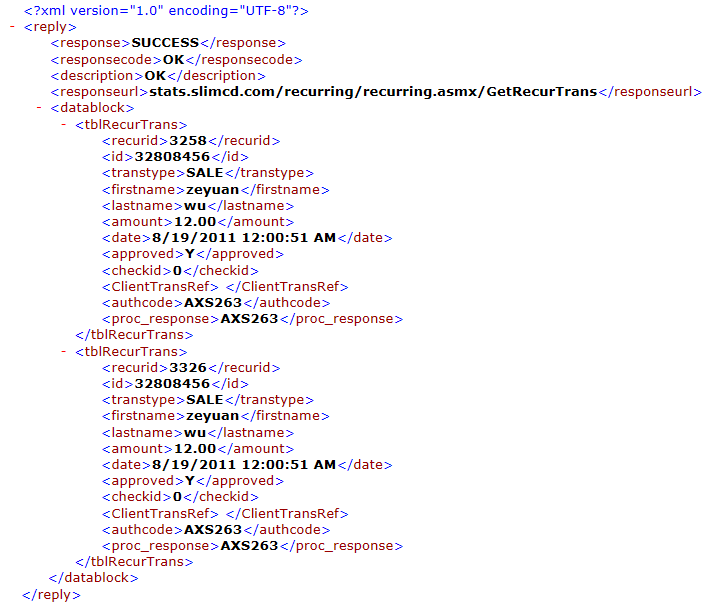 <?xml version="1.0" encoding="UTF-8"?>
- <reply>
<response>SUCCESS</response>
<responsecode>OK</responsecode>
<description>OK</description>
<responseurl>stats.slimcd.com/recurring/recurring.asmx/GetRecurTrans</responseurl>
- <datablock>
- <tblRecurTrans>
<recurid>3258</recurid>
<id>32808456</id>
<transtype>SALE</transtype>
<firstname>zeyuan</firstname>
<lastname>wu</lastname>
<amount>12.00</amount>
<date>8/19/2011 12:00:51 AM</date>
<approved>Y</approved>
<checkid>0</checkid>
<ClientTransRef> </ClientTransRef>
<authcode>AXS263</authcode>
<proc_response>AXS263</proc_response>
</tblRecurTrans>
- <tblRecurTrans>
<recurid>3326</recurid>
<id>32808456</id>
<transtype>SALE</transtype>
<firstname>zeyuan</firstname>
<lastname>wu</lastname>
<amount>12.00</amount>
<date>8/19/2011 12:00:51 AM</date>
<approved>Y</approved>
<checkid>0</checkid>
<ClientTransRef> </ClientTransRef>
<authcode>AXS263</authcode>
<proc_response>AXS263</proc_response>
</tblRecurTrans>
</datablock>
</reply>